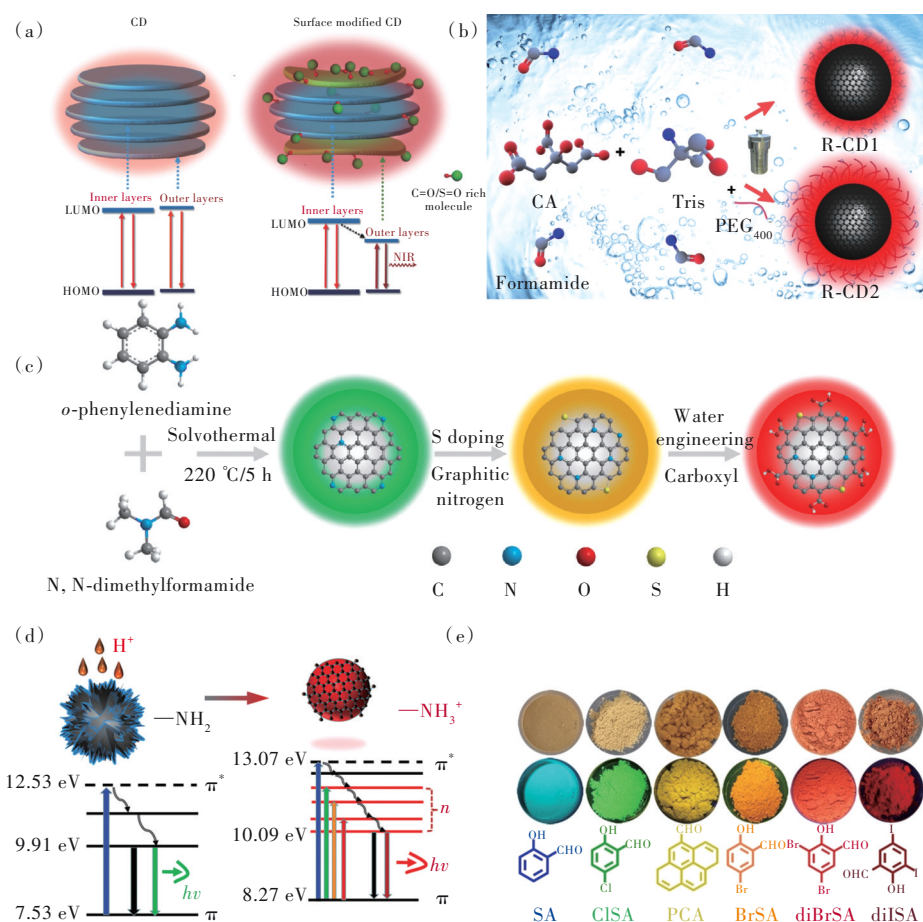 (a)
CD
Surface modified CD
C=O/S=O rich
molecule
Inner layers
Outer layers
LUMO
HOMO
Inner layers
LUMO
Outer layers
NIR
HOMO
(b)
CA
+
Tris
+
PEG400
Formamide
R-CD1
R-CD2
(c)
o-phenylenediamine
N, N-dimethylformamide
Solvothermal
220 °C/5 h
S doping
Graphitic
nitrogen
Water
engineering
Carboxyl
C N O S H
(d)
H+
—NH2
—NH3+
12.53 eV π*
9.91 eV
hν
7.53 eV π
13.07 eV π*
n
10.09 eV
hν
8.27 eV π
(e)
OH
CHO
SA
OH
CHO
Cl
ClSA
CHO
PCA
OH
CHO
Br
BrSA
OH
Br CHO
Br
diBrSA
I
I
OHC
OH
diISA